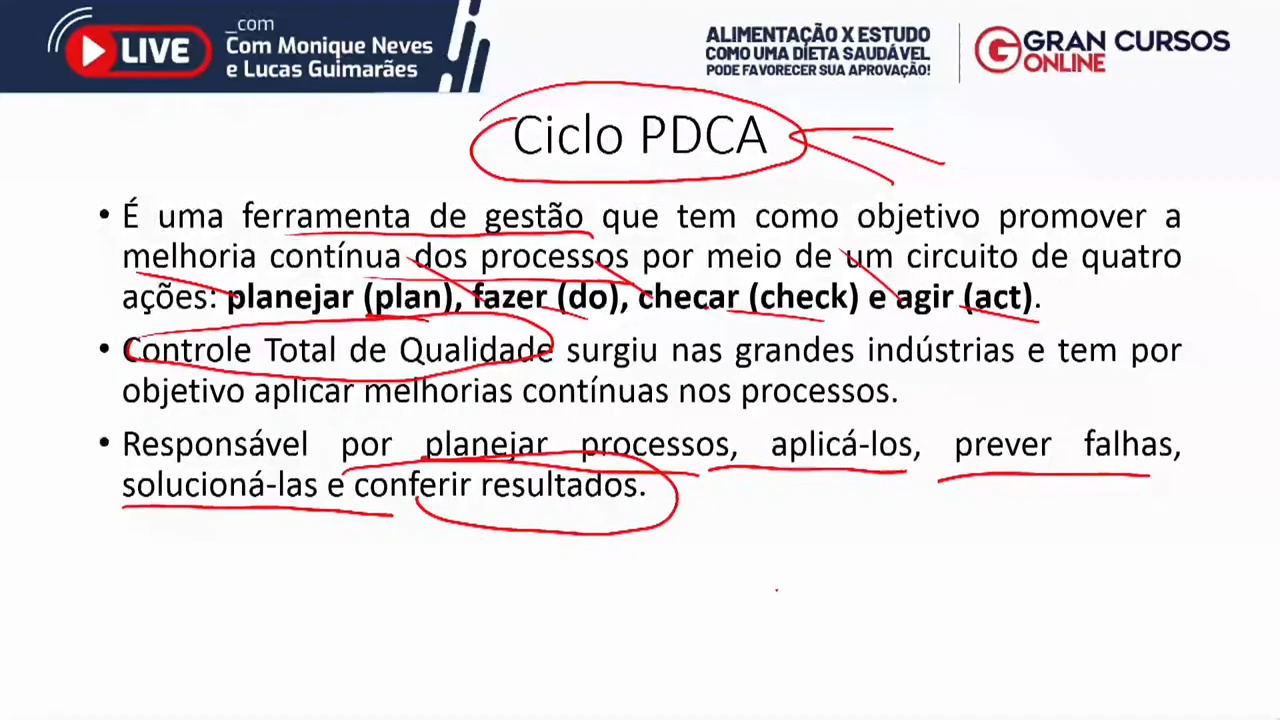 LIVE
_com
Com Monique Neves
e Lucas Guimarães
ALIMENTAÇÃO X ESTUDO
COMO UMA DIETA SAUDÁVEL
PODE FAVORECER SUA APROVAÇÃO!
GRAN CURSOS
ONLINE
Ciclo PDCA
• É uma ferramenta de gestão que tem como objetivo promover a
melhoria contínua dos processos por meio de um circuito de quatro
ações: planejar (plan), fazer (do), checar (check) e agir (act).
• Controle Total de Qualidade surgiu nas grandes indústrias e tem por
objetivo aplicar melhorias contínuas nos processos.
• Responsável por planejar processos, aplicá-los, prever falhas,
solucioná-las e conferir resultados.